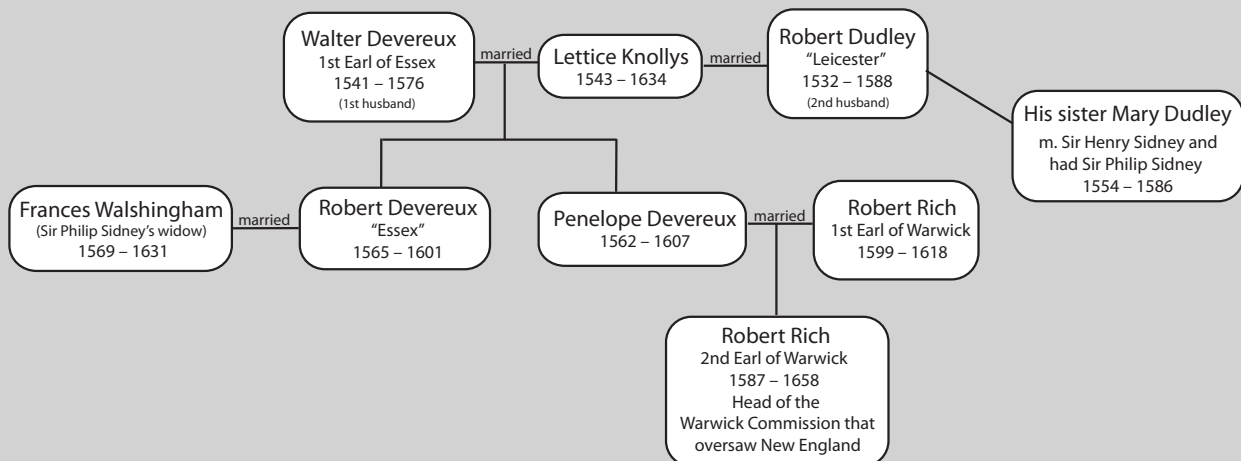 Walter Devereux
1st Earl of Essex
1541 – 1576
(1st husband)
married
Lettice Knollys
1543 – 1634
married
Robert Dudley
“Leicester”
1532 – 1588
(2nd husband)
His sister Mary Dudley
m. Sir Henry Sidney and
had Sir Philip Sidney
1554 – 1586
Frances Walshingham
(Sir Philip Sidney’s widow)
1569 – 1631
married
Robert Devereux
“Essex”
1565 – 1601
Penelope Devereux
1562 – 1607
married
Robert Rich
1st Earl of Warwick
1599 – 1618
Robert Rich
2nd Earl of Warwick
1587 – 1658
Head of the
Warwick Commission that
oversaw New England